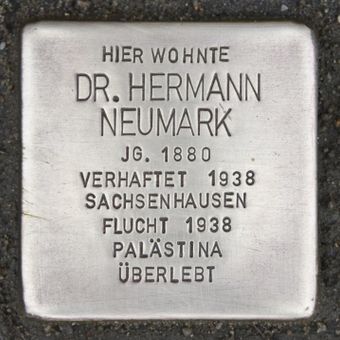 HIER WOHNTE
DR. HERMANN
NEUMARK
JG. 1880
VERHAFTET 1938
SACHSENHAUSEN
FLUCHT 1938
PALÄSTINA
ÜBERLEBT